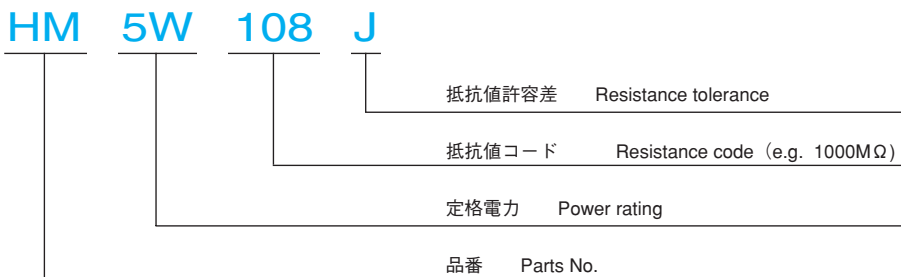 HM 5W 108 J
抵抗値許容差 Resistance tolerance
抵抗値コード Resistance code（e.g. 1000MΩ）
定格電力 Power rating
品番 Parts No.